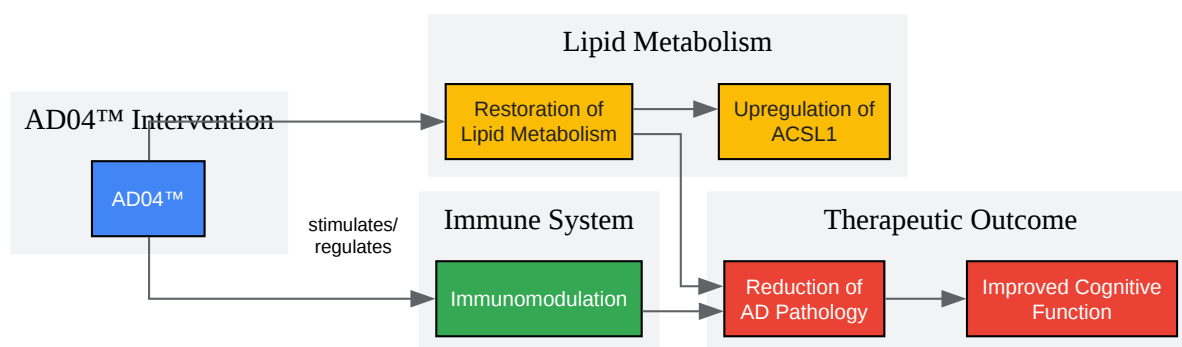 Lipid Metabolism
AD04™ Intervention
Restoration of
Lipid Metabolism
Upregulation of
ACSL1
AD04™
stimulates/
regulates
Immune System
Immunomodulation
Therapeutic Outcome
Reduction of
AD Pathology
Improved Cognitive
Function